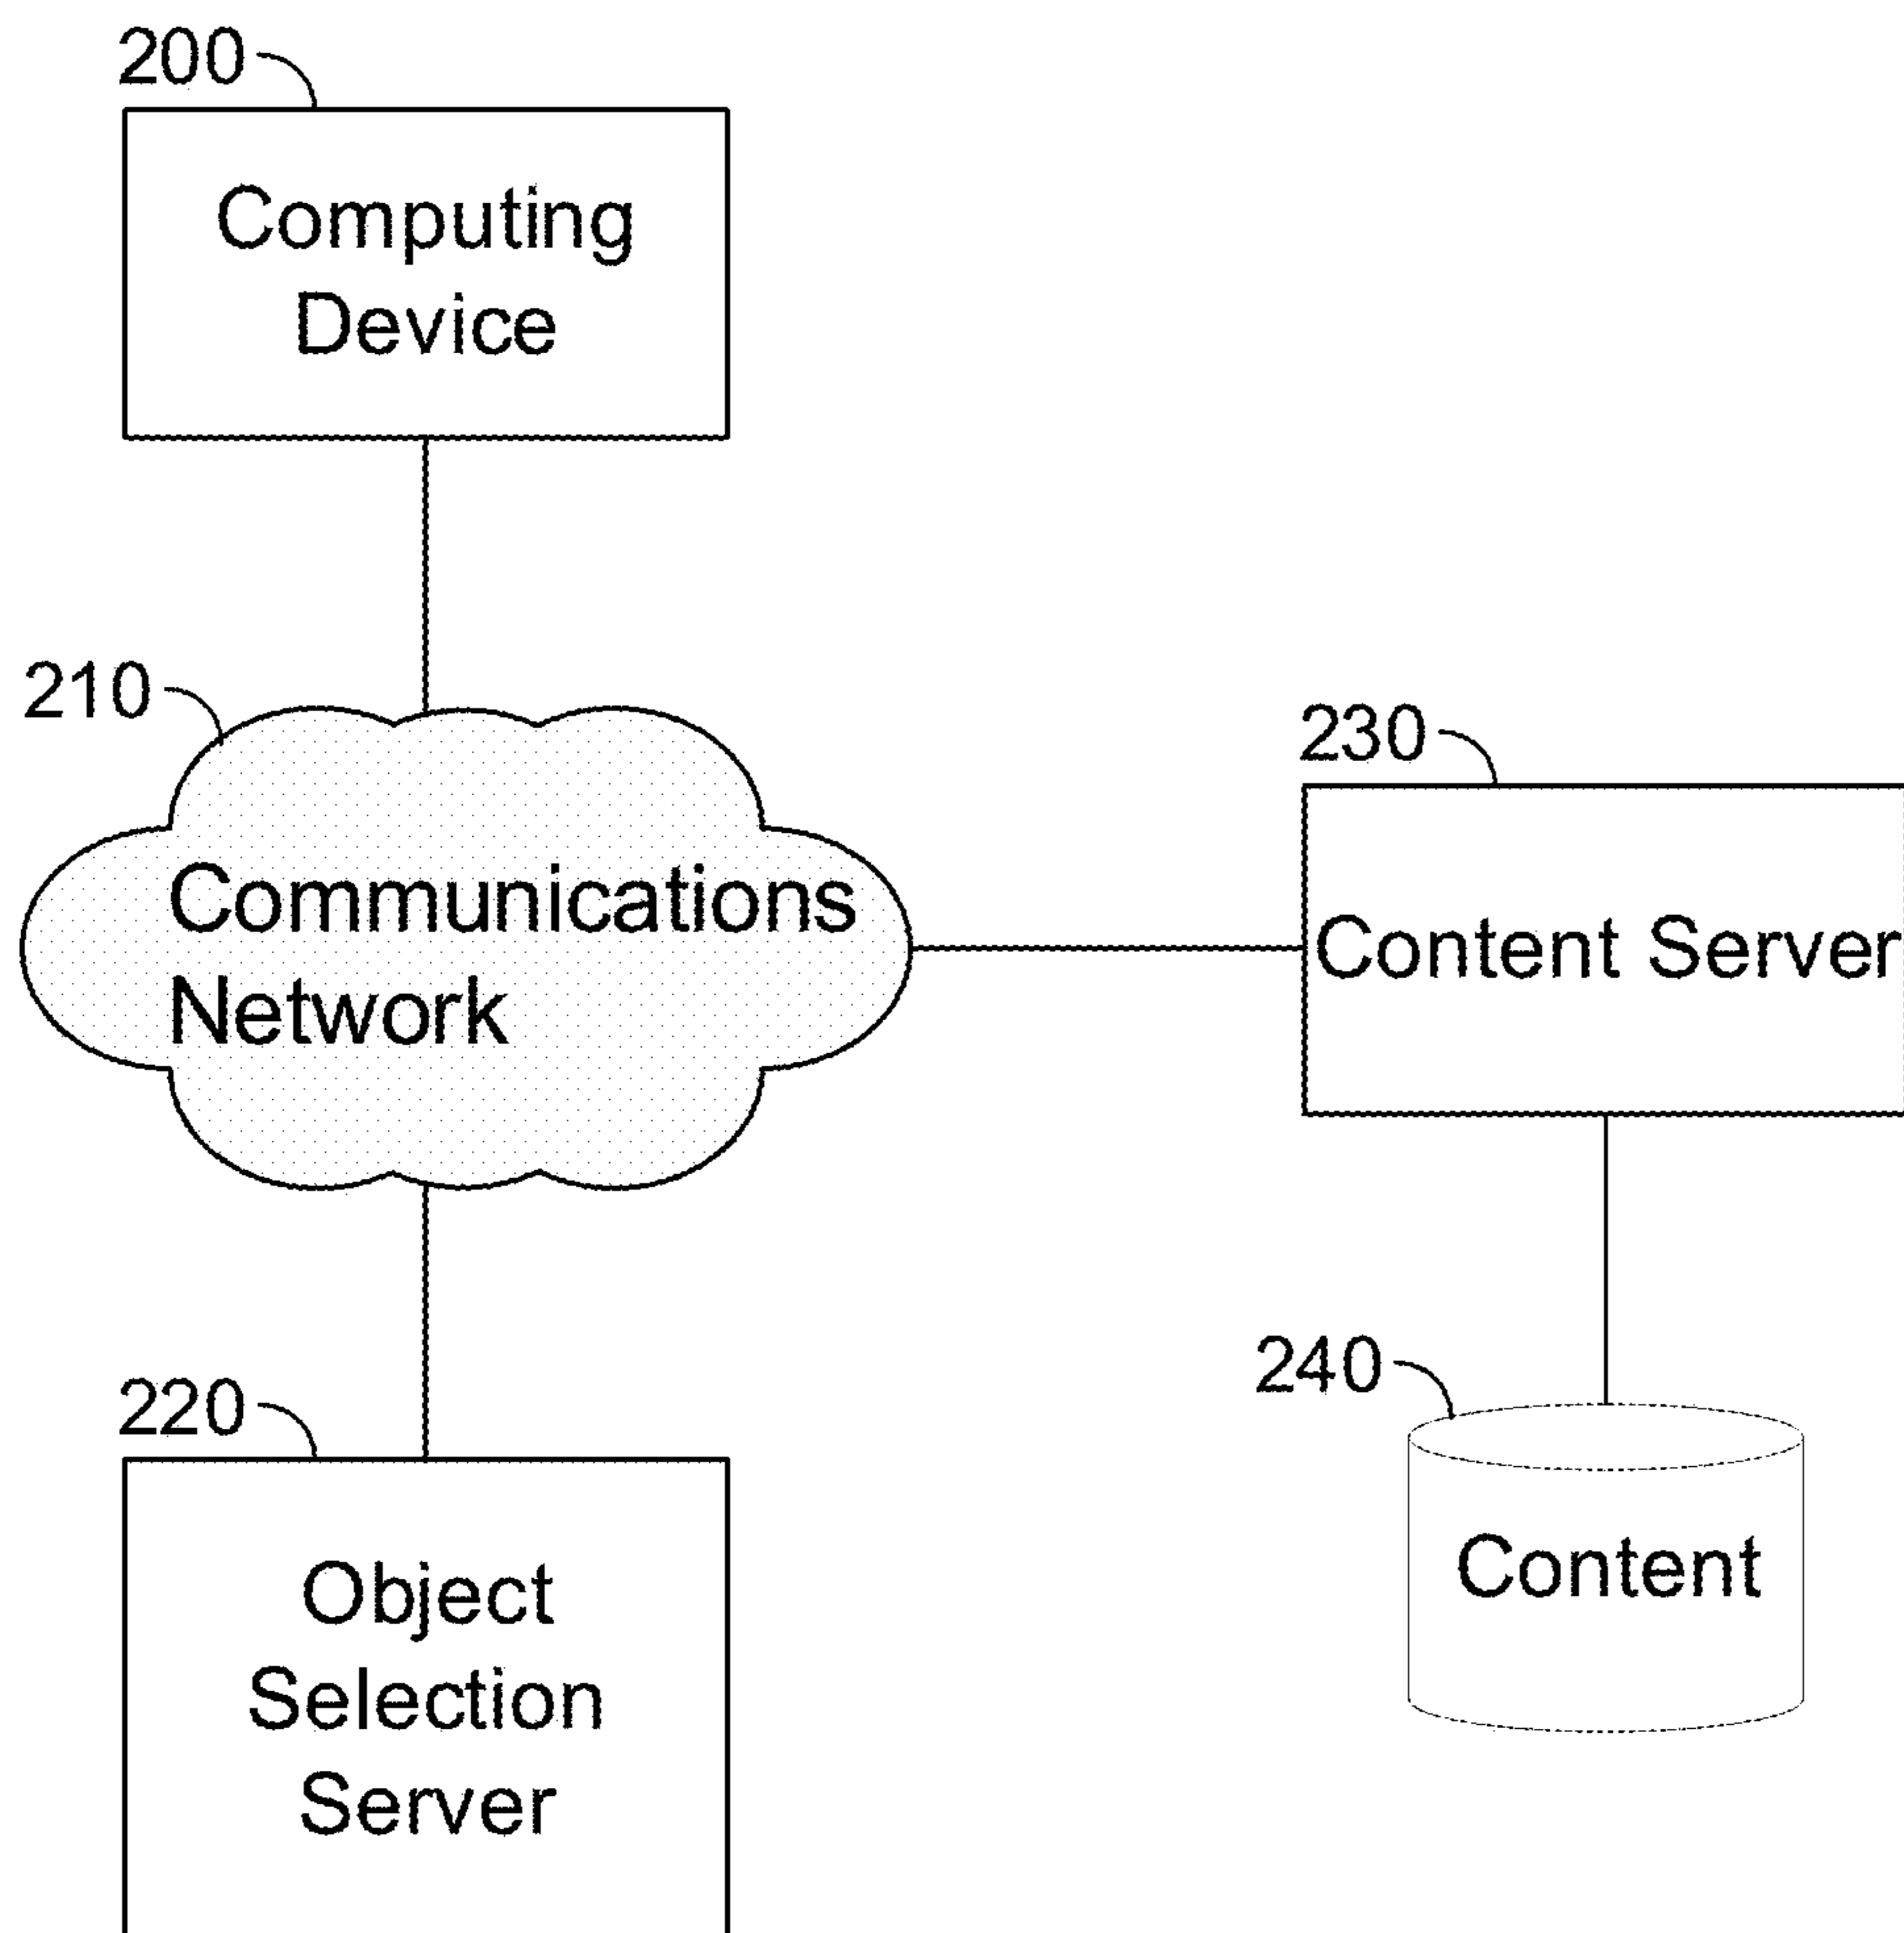 200
Computing
Device
210
Communications
Network
230
Content Server
220
Object
Selection
Server
240
Content